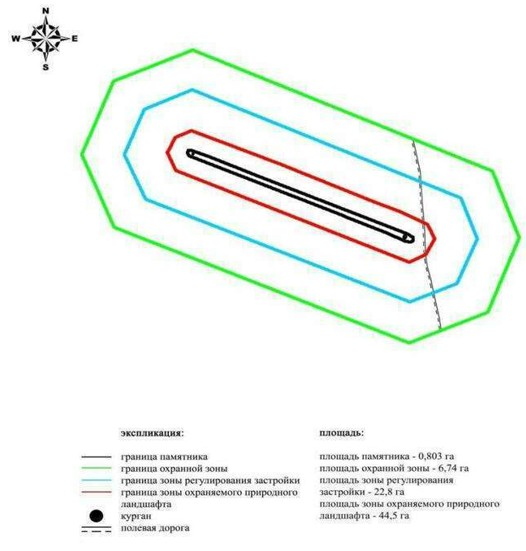 N
W E
S
экспликация:
граница памятника
граница охранной зоны
граница зоны регулирования застройки
граница зоны охраняемого природного
ландшафта
курган
полевая дорога
площадь:
площадь памятника - 0,803 га
площадь охранной зоны - 6,74 га
площадь зоны регулирования
застройки - 22,8 га
площадь зоны охраняемого природного
ландшафта - 44,5 га